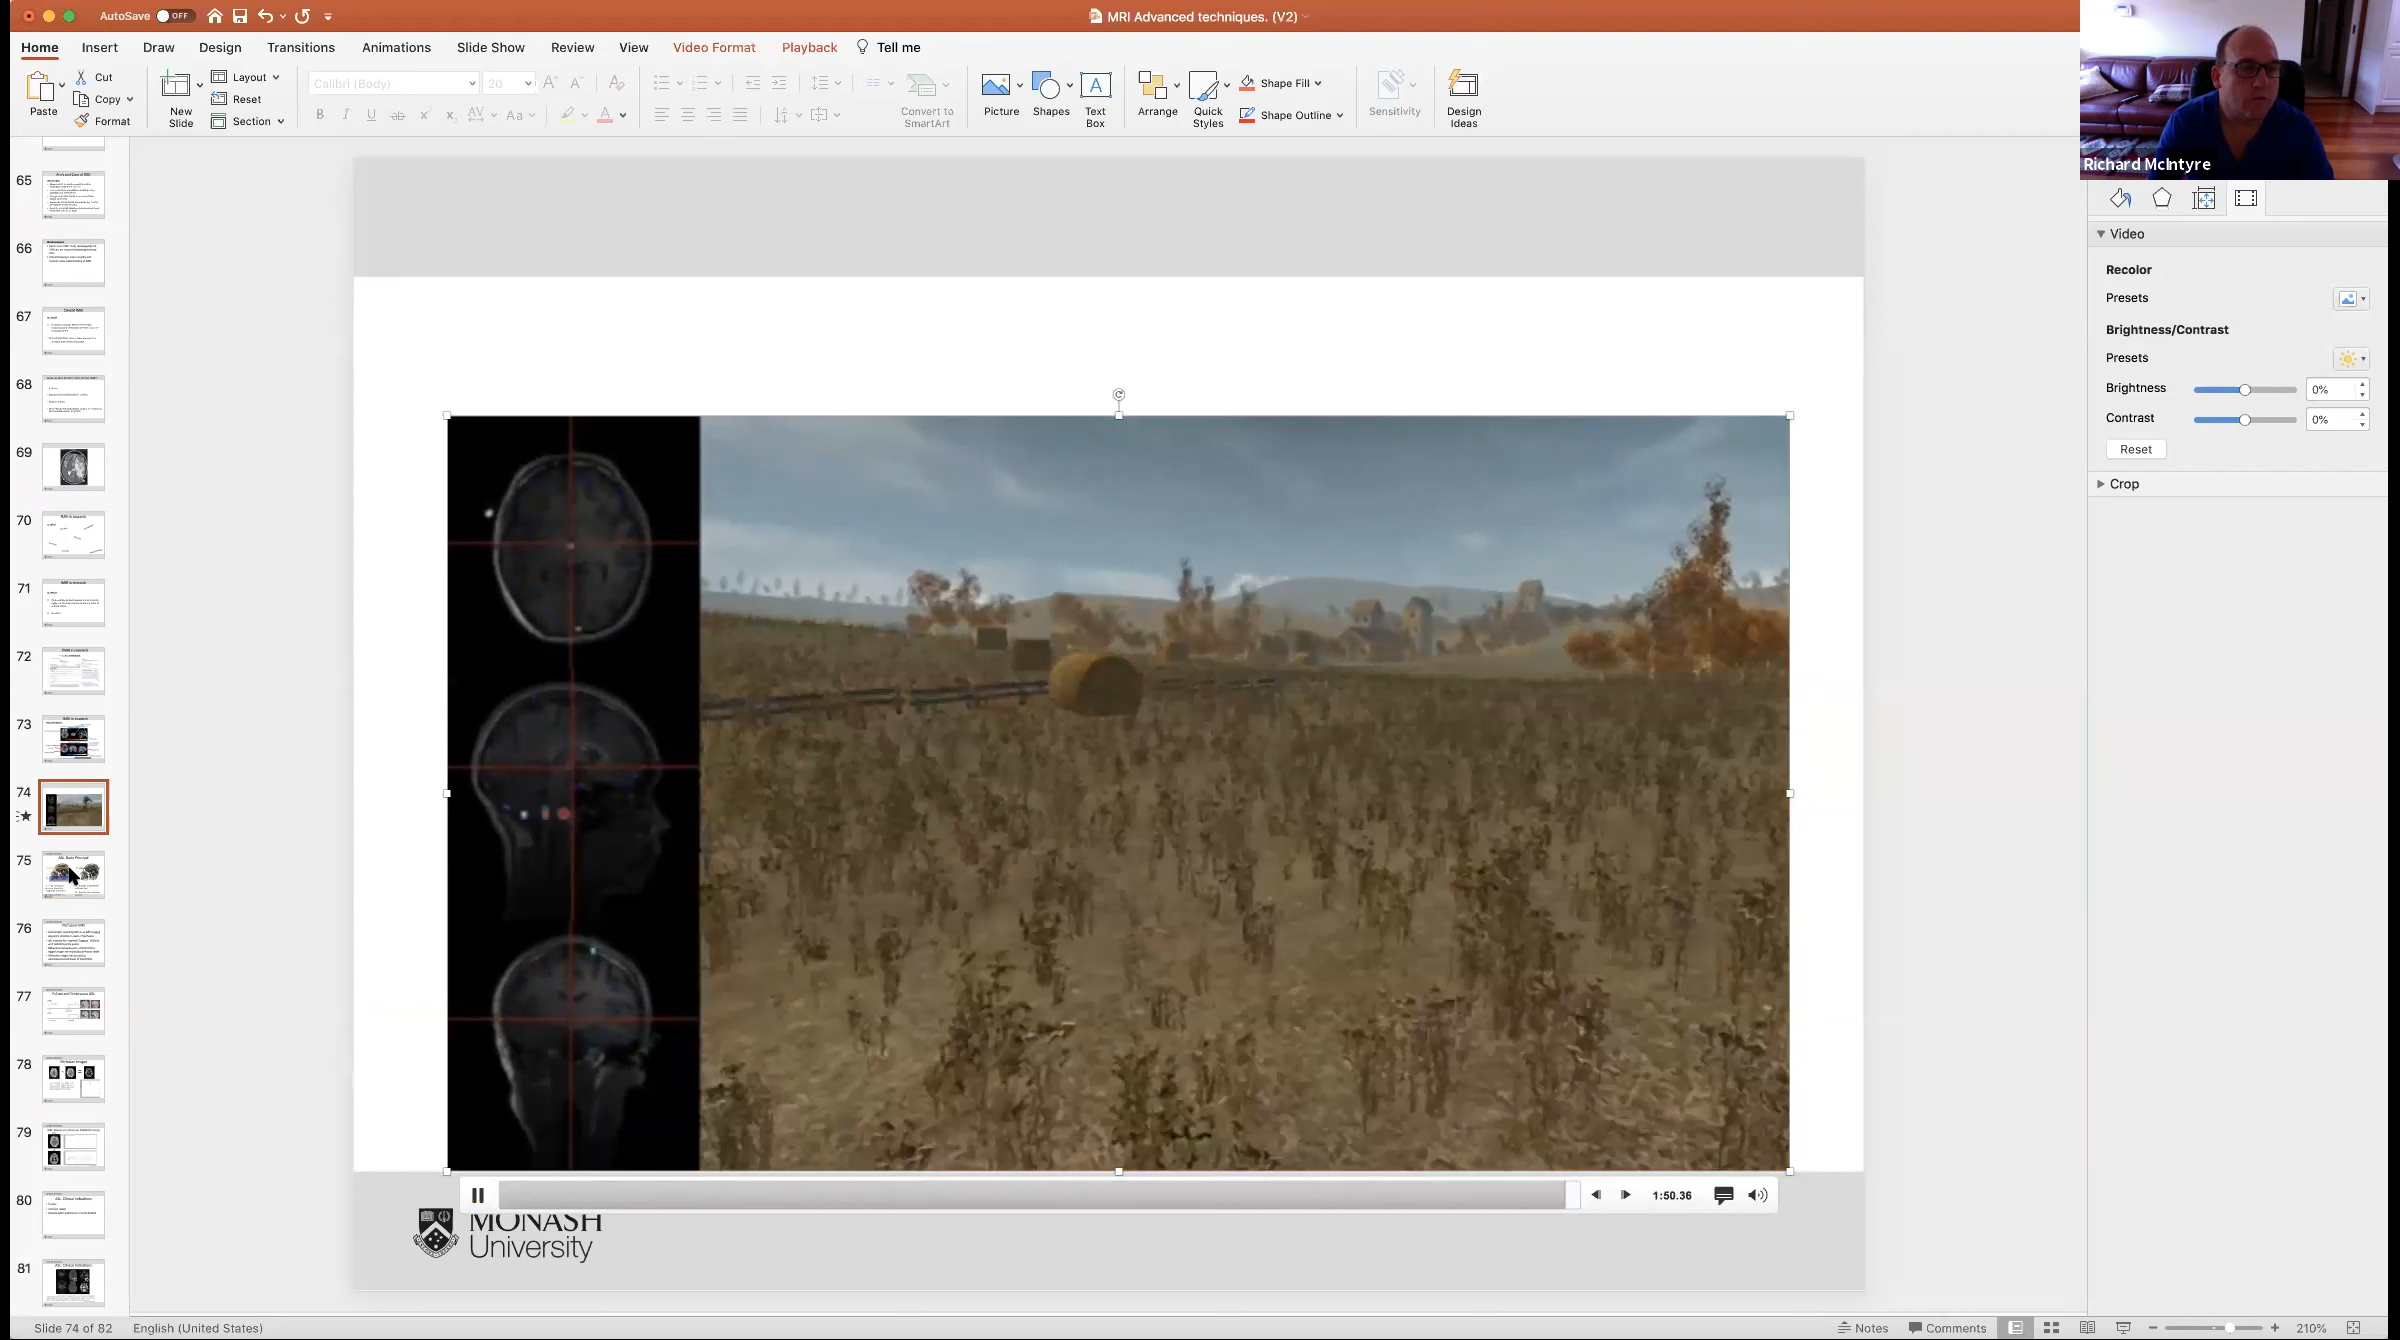 AutoSave OFF
MRI Advanced techniques. (V2)
Home Insert Draw Design Transitions Animations Slide Show Review View Video Format Playback Tell me
Paste
Cut
Copy
Format
New Slide
Layout
Reset
Section
Calibri (Body) 20
Convert to SmartArt
Picture
Shapes
Text Box
Arrange
Quick Styles
Shape Fill
Shape Outline
Sensitivity
Design Ideas
Richard McIntyre
65
66
67
68
69
70
71
72
73
74
75
76
77
78
79
80
81
Video
Recolor
Presets
Brightness/Contrast
Presets
Brightness 0%
Contrast 0%
Reset
Crop
1:50.36
MONASH
University
Slide 74 of 82 English (United States)
Notes Comments 210%